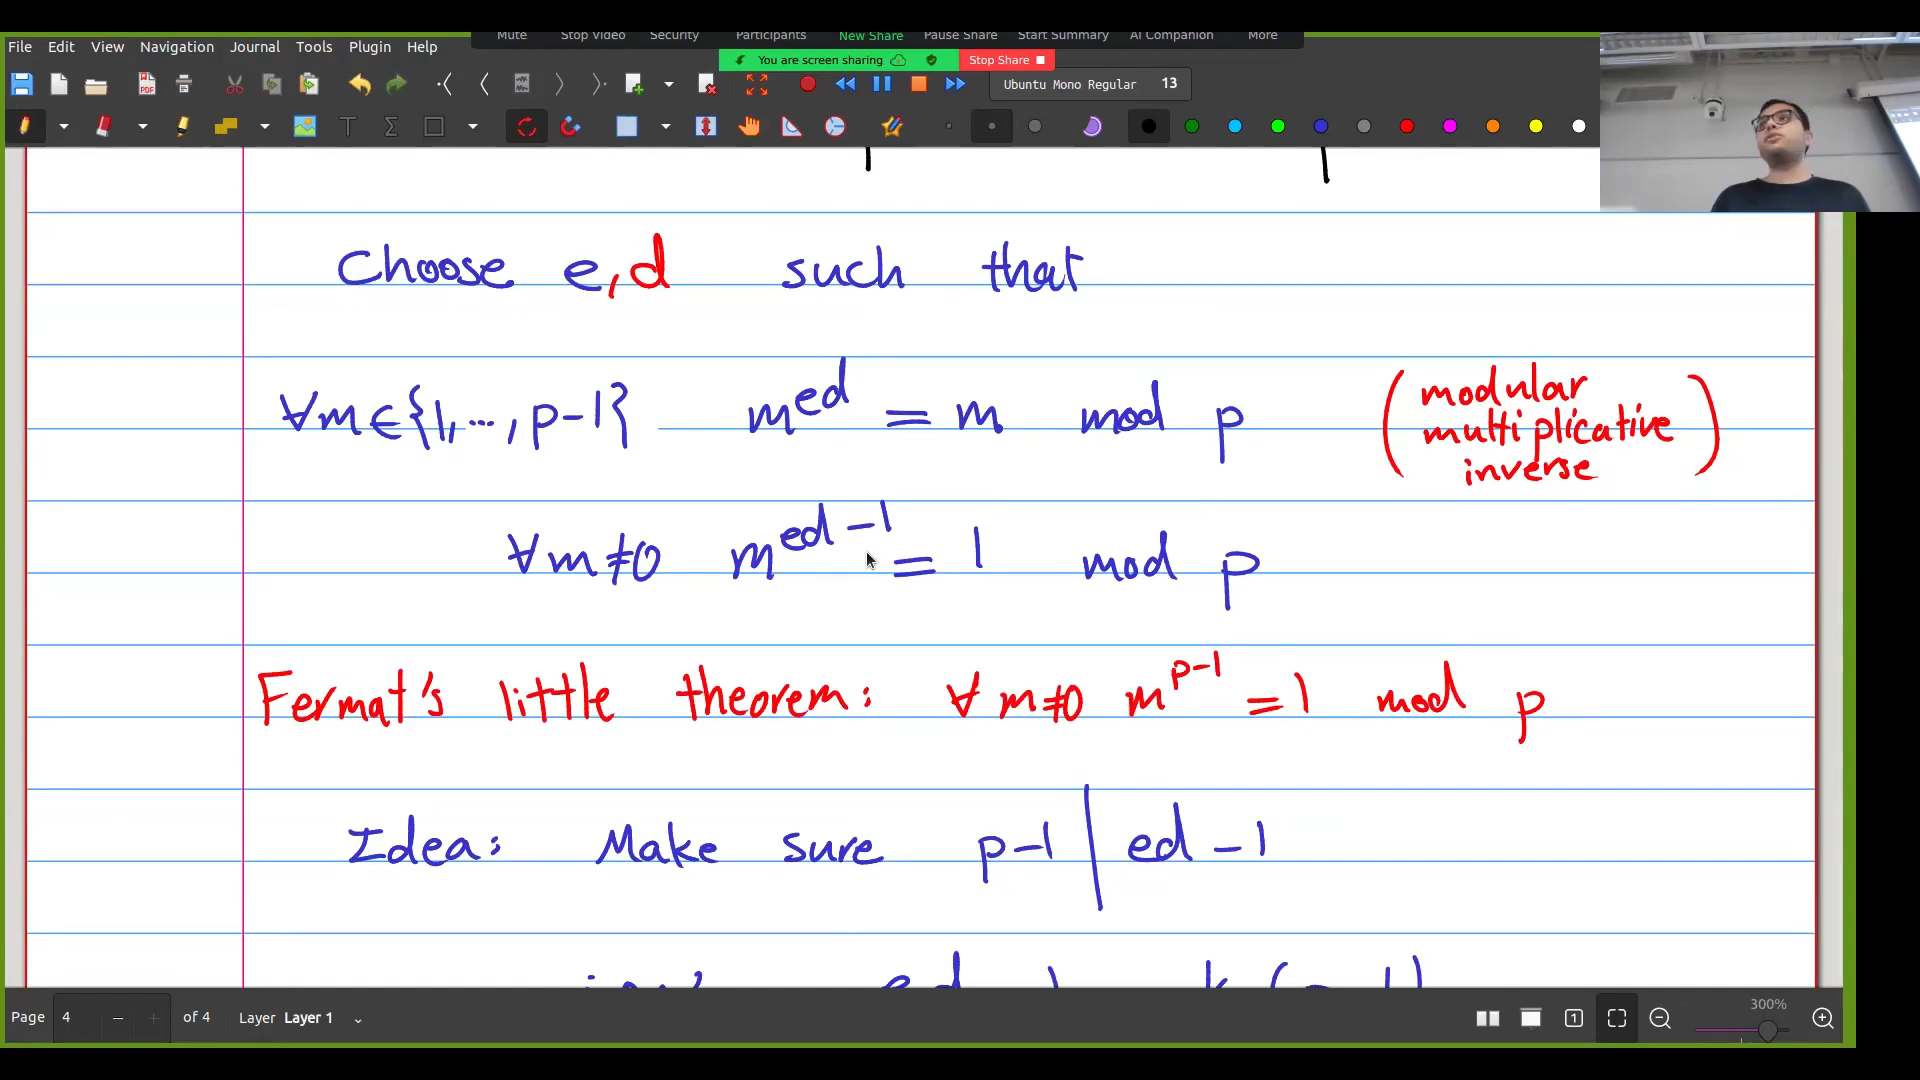 Mute Stop Video Security Participants New Share Pause Share Start Summary AI Companion More
File Edit View Navigation Journal Tools Plugin Help
You are screen sharing Stop Share
Ubuntu Mono Regular 13
Choose e,d such that
∀m∈{1,...,p-1} m^{ed} = m mod p (modular multiplicative inverse)
∀m≠0 m^{ed-1} = 1 mod p
Fermat's little theorem: ∀ m≠0 m^{p-1} = 1 mod p
Idea: Make sure p-1 | ed-1
Page 4 of 4 Layer Layer 1 300%